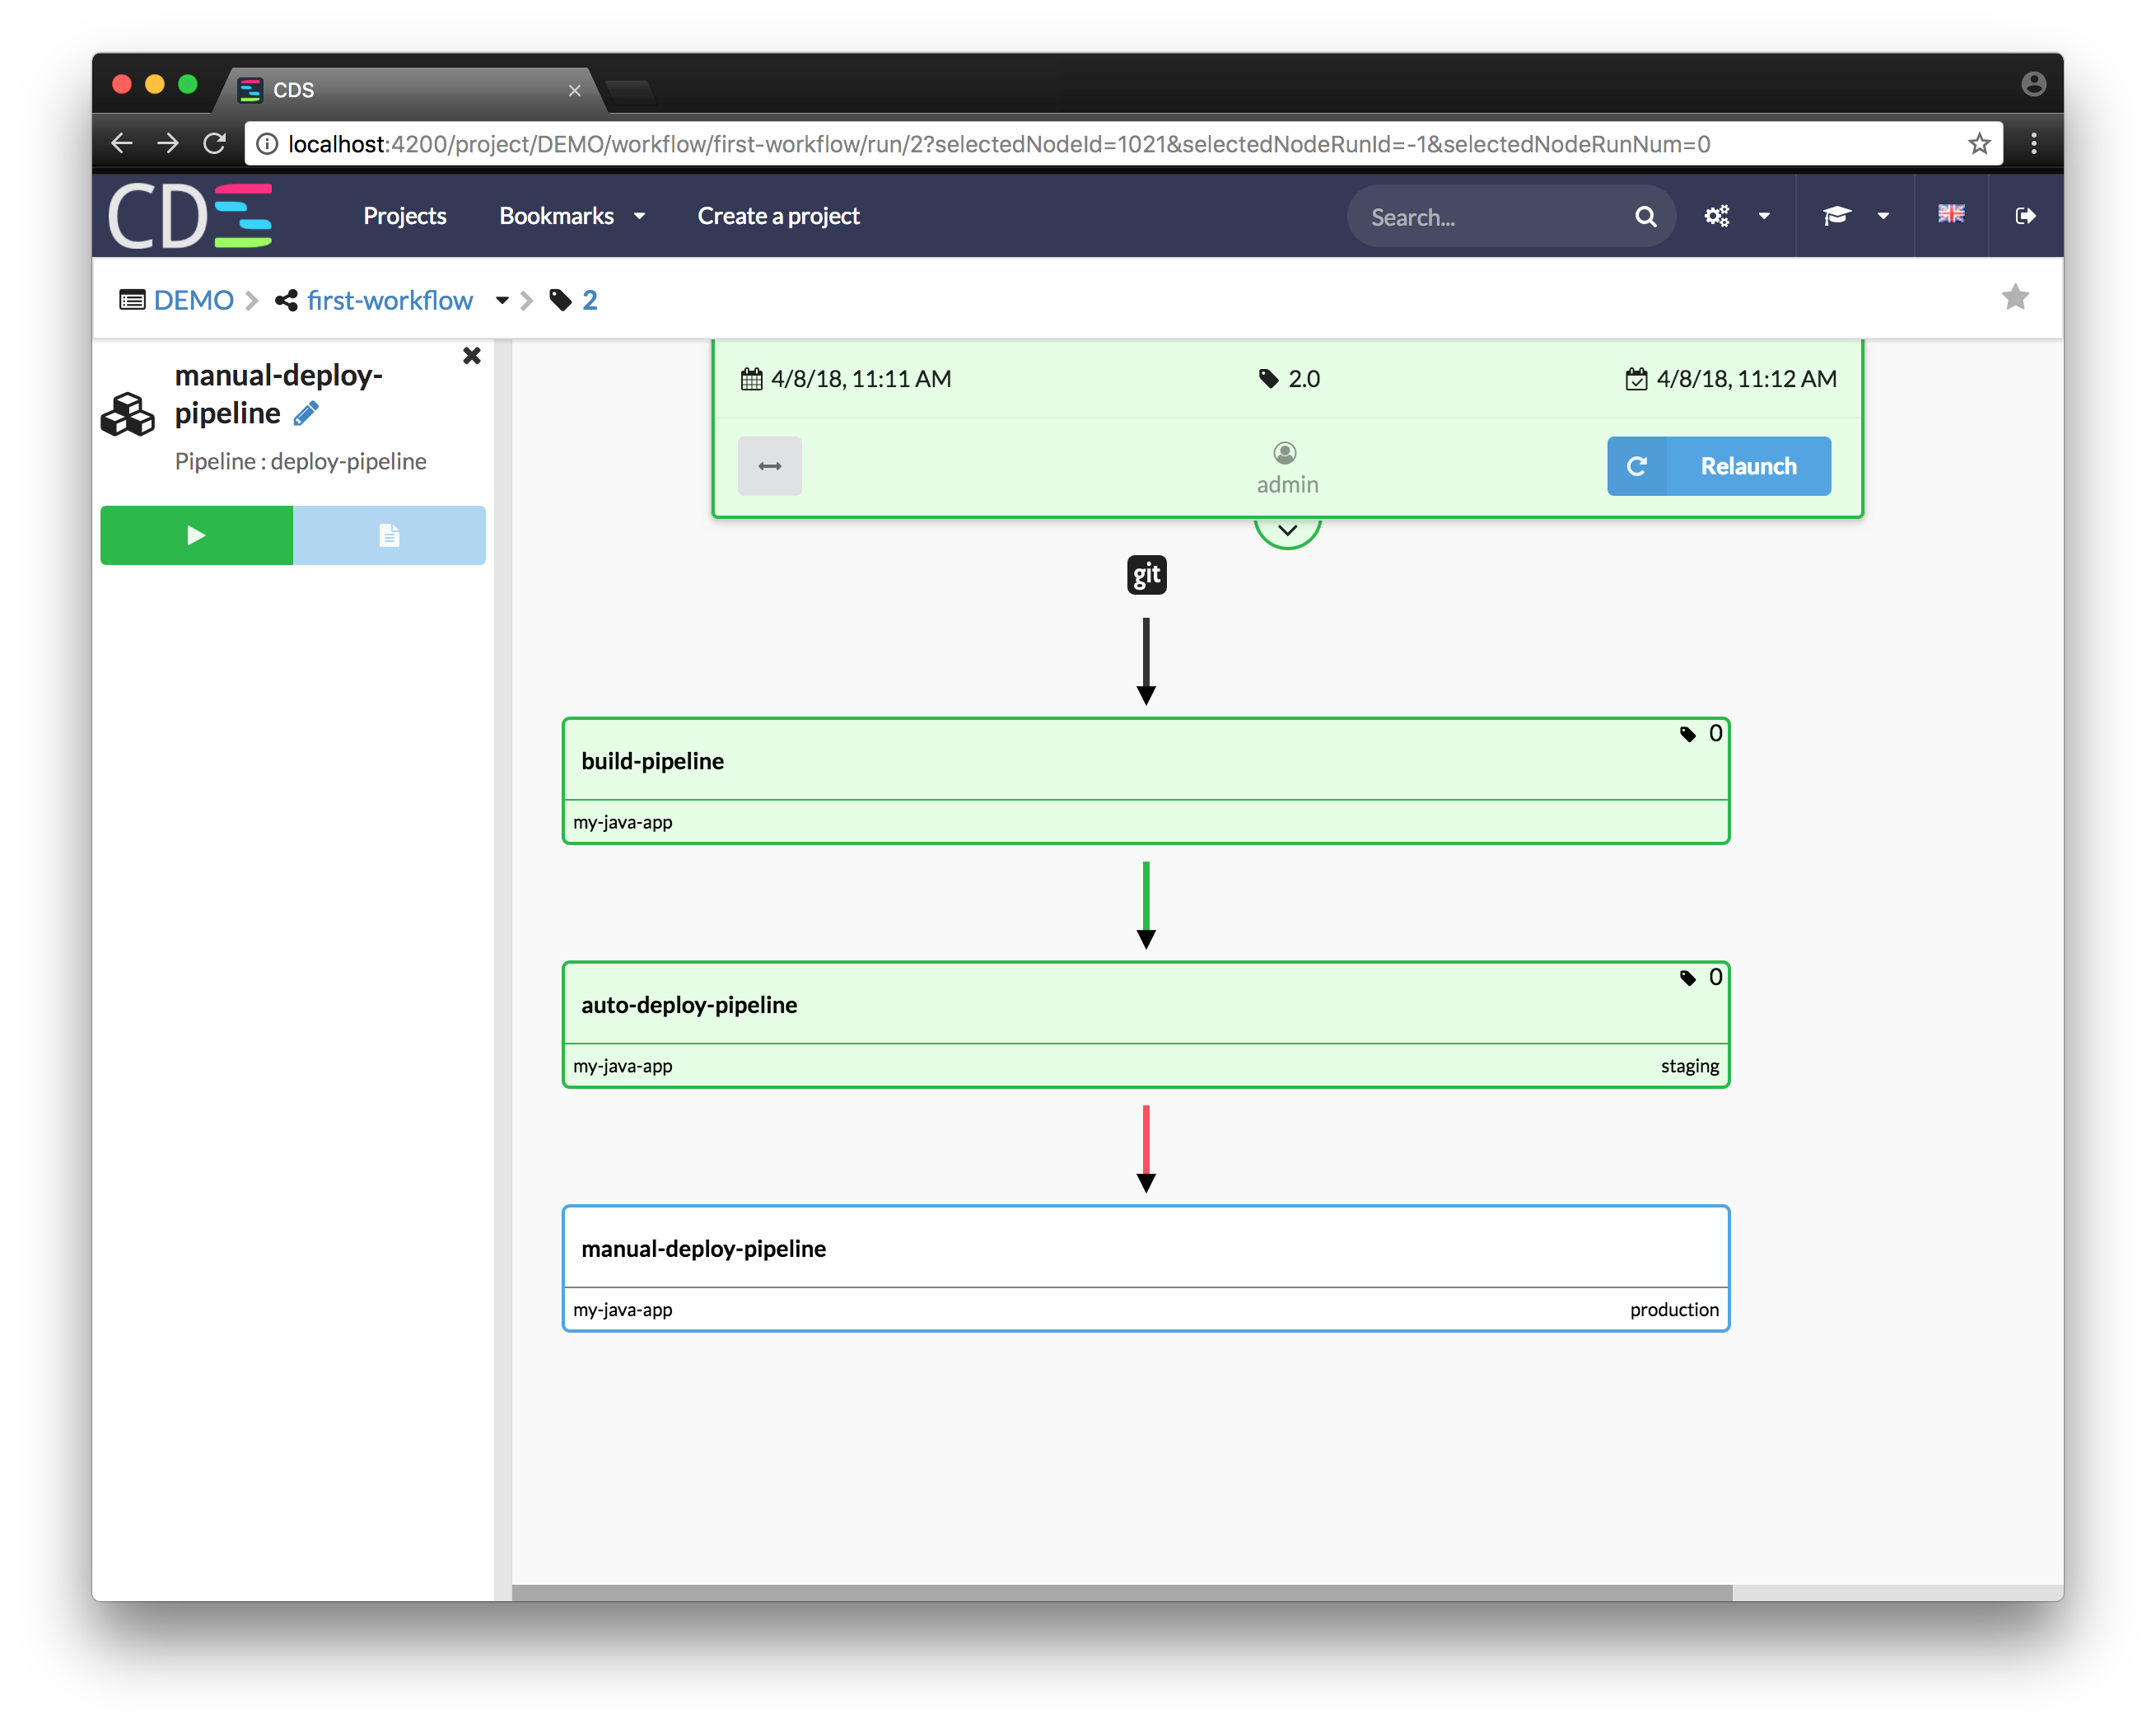 CDS
localhost:4200/project/DEMO/workflow/first-workflow/run/2?selectedNodeId=1021&selectedNodeRunId=-1&selectedNodeRunNum=0
CDS Projects Bookmarks Create a project Search...
DEMO first-workflow 2
manual-deploy-
pipeline
Pipeline : deploy-pipeline
4/8/18, 11:11 AM 2.0 4/8/18, 11:12 AM
admin Relaunch
git
0
build-pipeline
my-java-app
0
auto-deploy-pipeline
my-java-app staging
manual-deploy-pipeline
my-java-app production